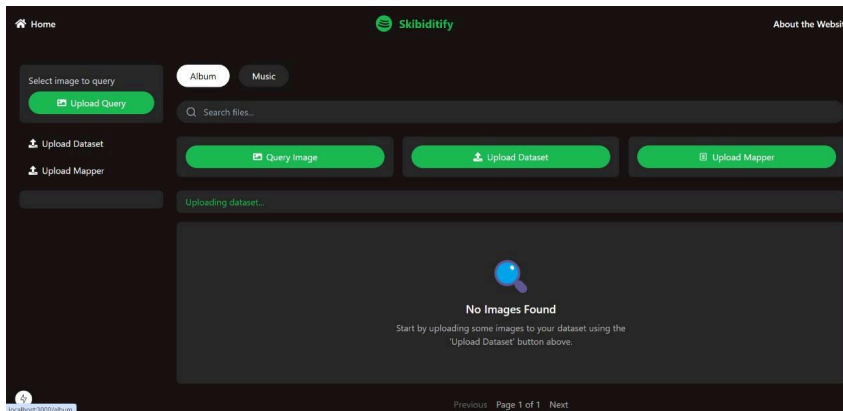 Home
Skibiditify
About the Websi
Select image to query
Upload Query
Upload Dataset
Upload Mapper
Album
Music
Search files...
Query Image
Upload Dataset
Upload Mapper
Uploading dataset...
No Images Found
Start by uploading some images to your dataset using the
'Upload Dataset' button above.
Previous Page 1 of 1 Next
localhost:3000/album